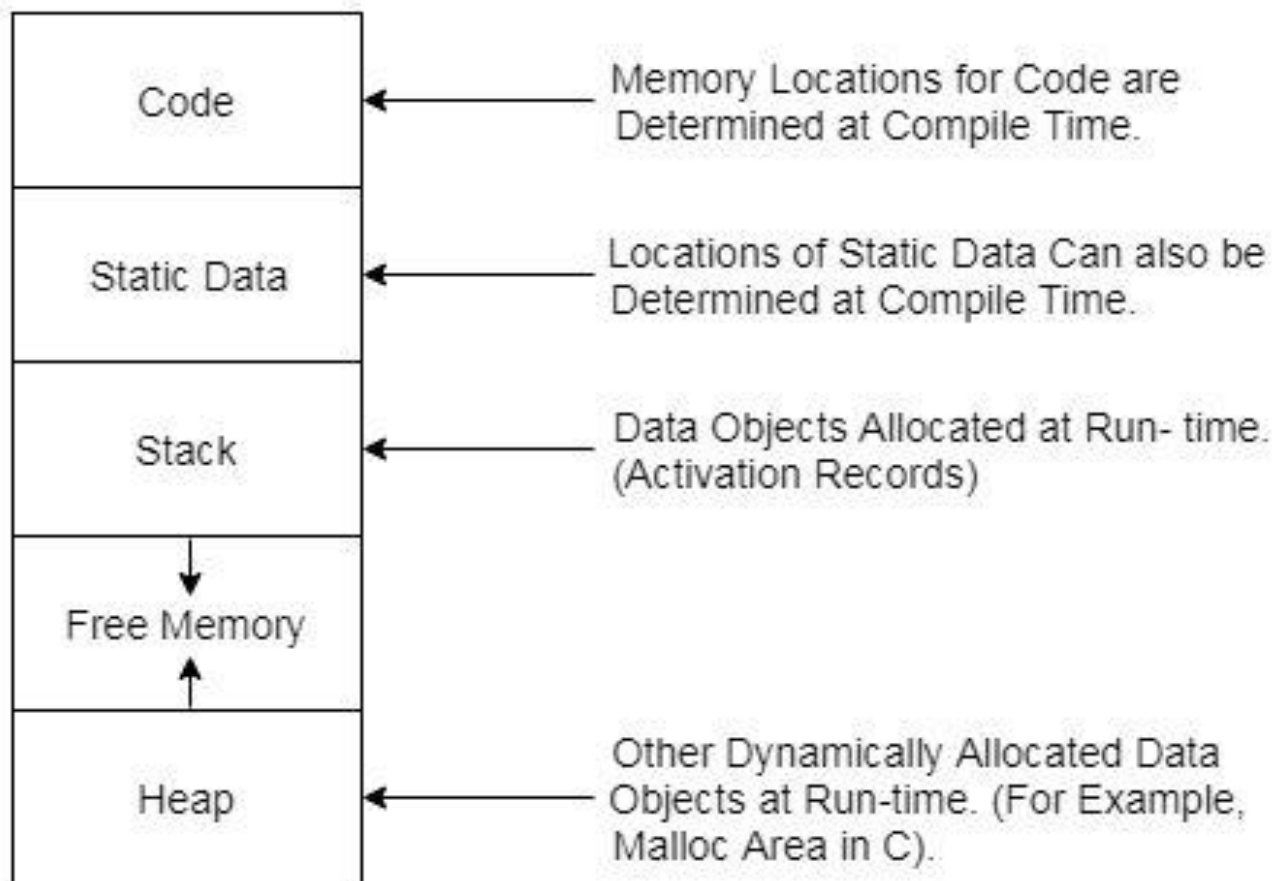 Code
Memory Locations for Code are
Determined at Compile Time.
Static Data
Locations of Static Data Can also be
Determined at Compile Time.
Stack
Data Objects Allocated at Run- time.
(Activation Records)
Free Memory
Heap
Other Dynamically Allocated Data
Objects at Run-time. (For Example,
Malloc Area in C).